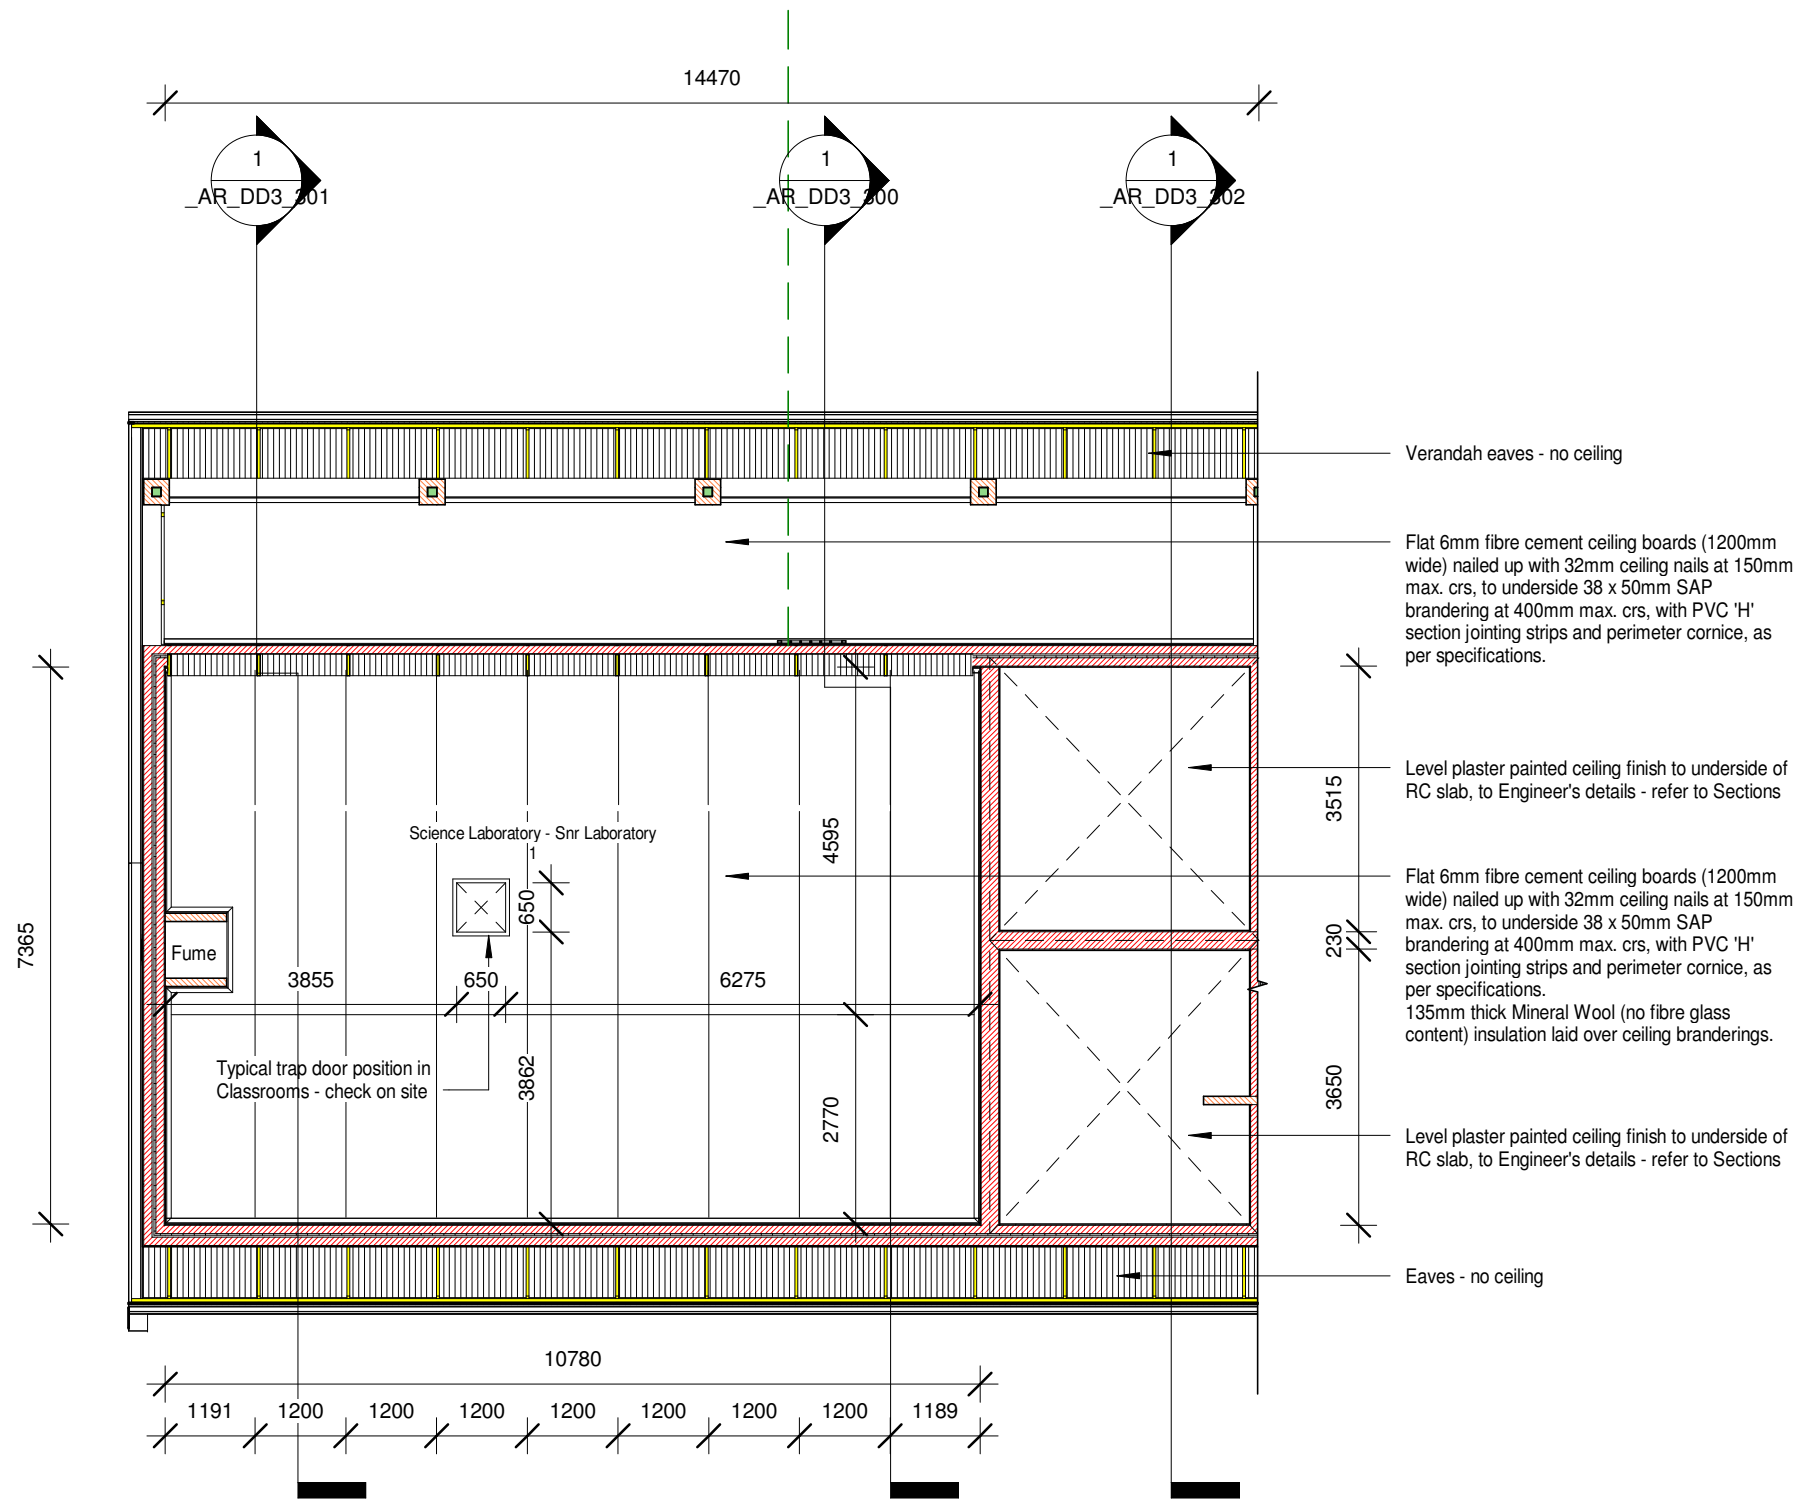 14470
1
_AR_DD3_301
1
_AR_DD3_300
1
_AR_DD3_302
Verandah eaves - no ceiling
Flat 6mm fibre cement ceiling boards (1200mm
wide) nailed up with 32mm ceiling nails at 150mm
max. crs, to underside 38 x 50mm SAP
brandering at 400mm max. crs, with PVC 'H'
section jointing strips and perimeter cornice, as
per specifications.
Level plaster painted ceiling finish to underside of
RC slab, to Engineer's details - refer to Sections
3515
Science Laboratory - Snr Laboratory
1
4595
650
Flat 6mm fibre cement ceiling boards (1200mm
wide) nailed up with 32mm ceiling nails at 150mm
max. crs, to underside 38 x 50mm SAP
brandering at 400mm max. crs, with PVC 'H'
section jointing strips and perimeter cornice, as
per specifications.
135mm thick Mineral Wool (no fibre glass
content) insulation laid over ceiling branderings.
230
7365
Fume
3855
650
6275
Typical trap door position in
Classrooms - check on site
3862
2770
3650
Level plaster painted ceiling finish to underside of
RC slab, to Engineer's details - refer to Sections
Eaves - no ceiling
10780
1191
1200
1200
1200
1200
1200
1200
1200
1189